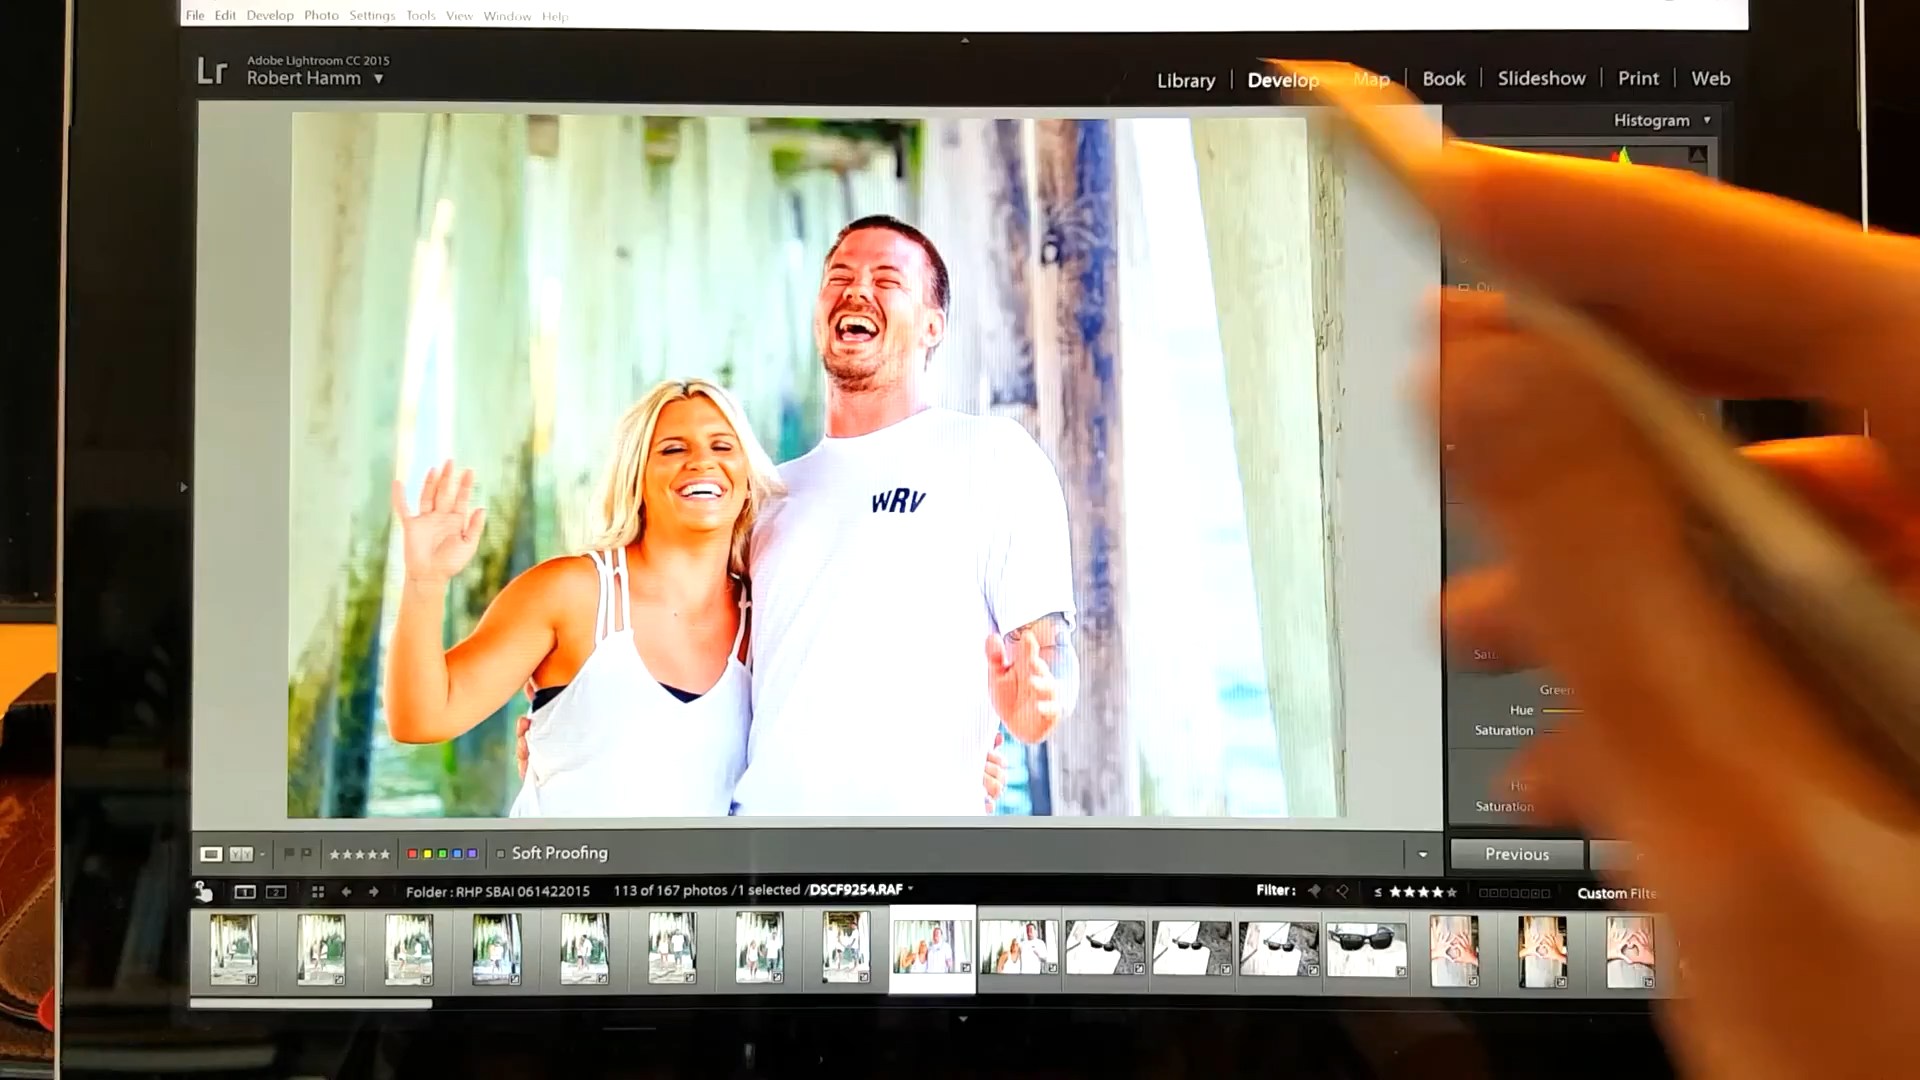 File Edit Develop Photo Settings Tools View Window Help
Lr Adobe Lightroom CC 2015
Robert Hamm
Library | Develop Map Book Slideshow Print Web
Histogram
WRV
Green
Hue
Saturation
Saturation
Soft Proofing
Previous
1 2 Folder : RHP SBAI 061422015 113 of 167 photos / 1 selected / DSCF9254.RAF Filter : ≤ ★★★★☆ Custom